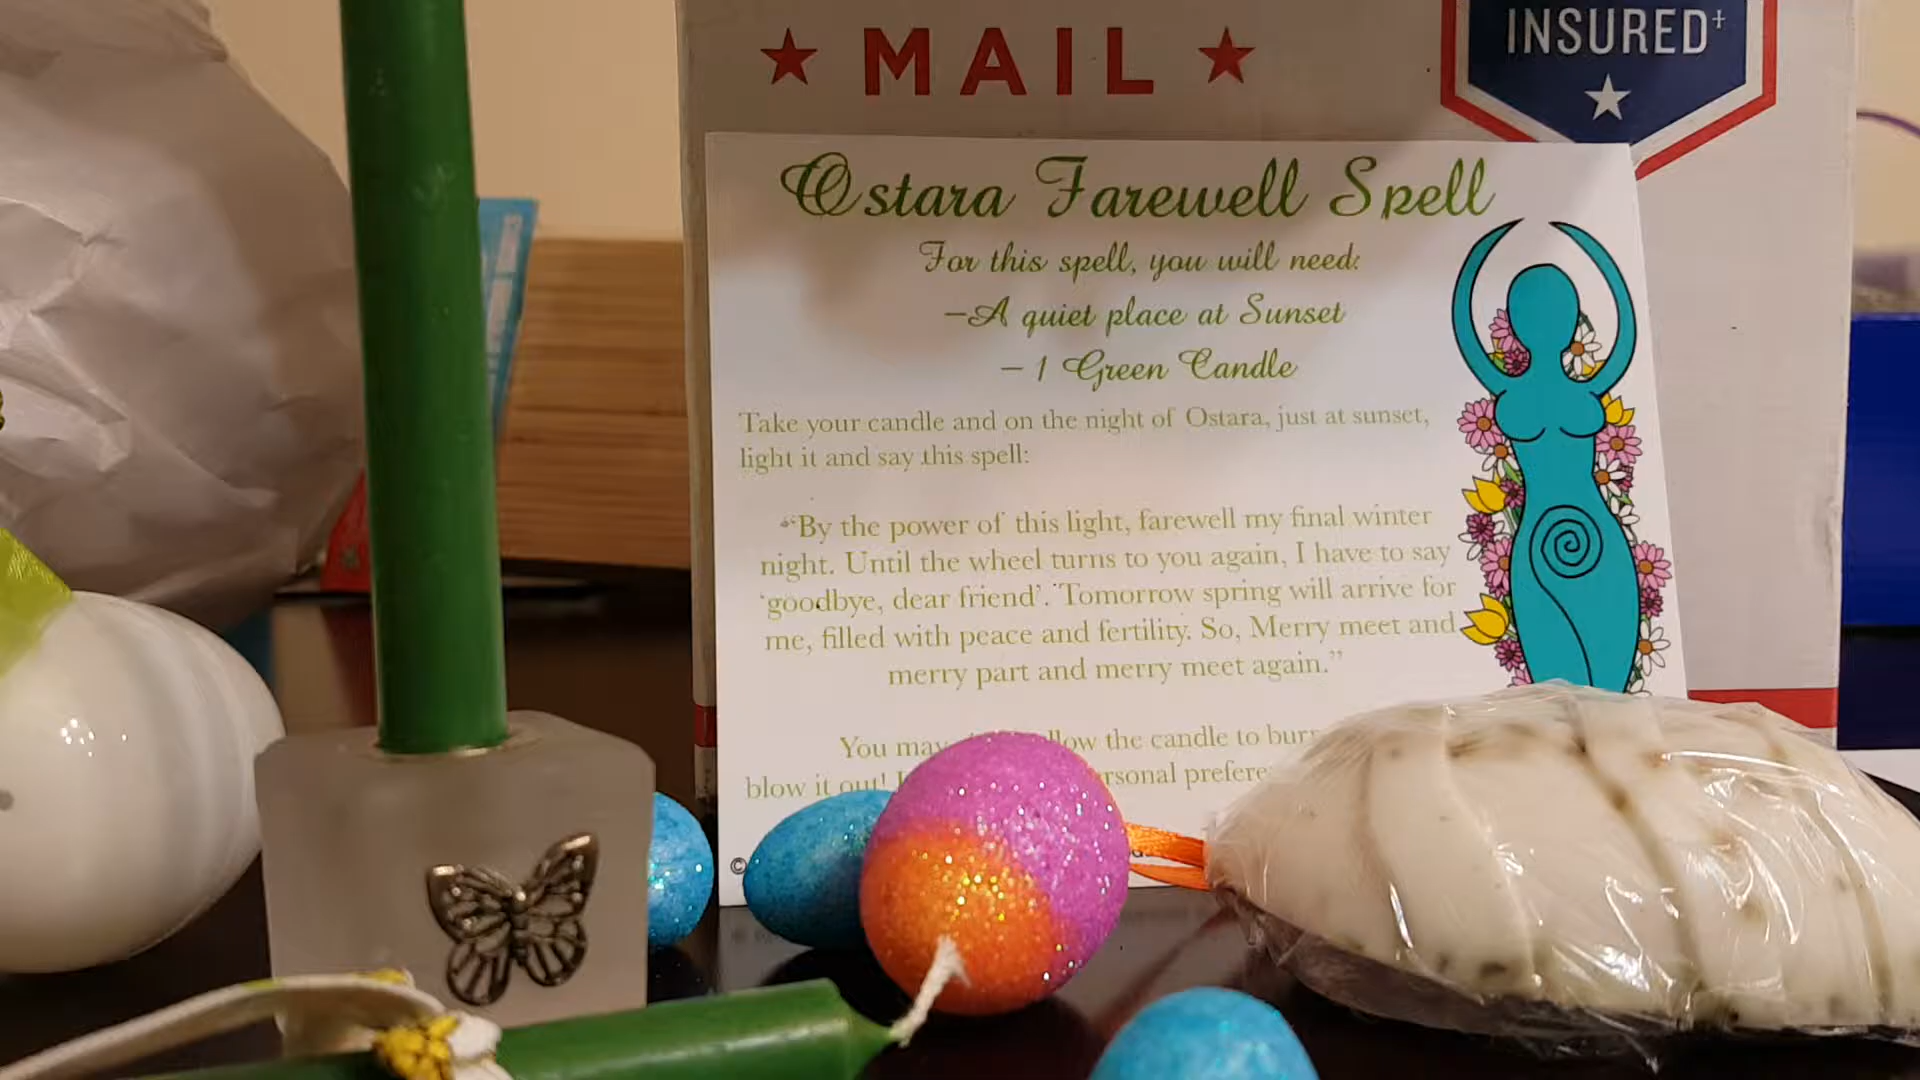 ★ MAIL ★
INSURED†
Ostara Farewell Spell
For this spell, you will need:
–A quiet place at Sunset
– 1 Green Candle
Take your candle and on the night of Ostara, just at sunset,
light it and say this spell:
“By the power of this light, farewell my final winter
night. Until the wheel turns to you again, I have to say
‘goodbye, dear friend’. Tomorrow spring will arrive for
me, filled with peace and fertility. So, Merry meet and
merry part and merry meet again.”
You may the candle to
blow it out!
©